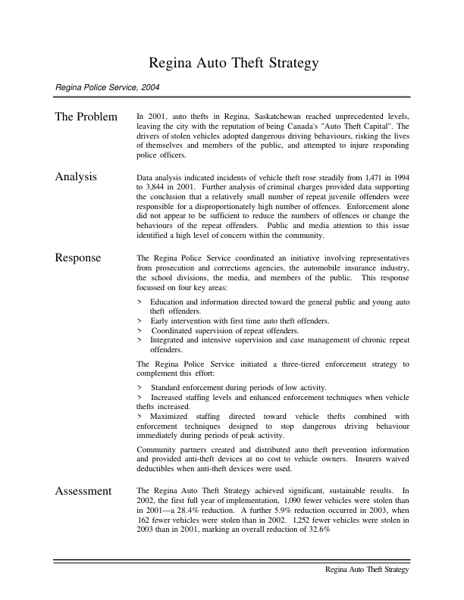 Regina Auto Theft Strategy
Regina Police Service, 2004
The Problem
In 2001, auto thefts in Regina, Saskatchewan reached unprecedented levels,
leaving the city with the reputation of being Canada's "Auto Theft Capital". The
drivers of stolen vehicles adopted dangerous driving behaviours, risking the lives
of themselves and members of the public, and attempted to injure responding
police officers.
Analysis
Data analysis indicated incidents of vehicle theft rose steadily from 1,471 in 1994
to 3,844 in 2001. Further analysis of criminal charges provided data supporting
the conclusion that a relatively small number of repeat juvenile offenders were
responsible for a disproportionately high number of offences. Enforcement alone
did not appear to be sufficient to reduce the numbers of offences or change the
behaviours of the repeat offenders. Public and media attention to this issue
identified a high level of concern within the community.
Response
The Regina Police Service coordinated an initiative involving representatives
from prosecution and corrections agencies, the automobile insurance industry,
the school divisions, the media, and members of the public. This response
focussed on four key areas:
> Education and information directed toward the general public and young auto
theft offenders.
> Early intervention with first time auto theft offenders.
> Coordinated supervision of repeat offenders.
> Integrated and intensive supervision and case management of chronic repeat
offenders.
The Regina Police Service initiated a three-tiered enforcement strategy to
complement this effort:
> Standard enforcement during periods of low activity.
> Increased staffing levels and enhanced enforcement techniques when vehicle
thefts increased.
> Maximized staffing directed toward vehicle thefts combined with
enforcement techniques designed to stop dangerous driving behaviour
immediately during periods of peak activity.
Community partners created and distributed auto theft prevention information
and provided anti-theft devices at no cost to vehicle owners. Insurers waived
deductibles when anti-theft devices were used.
Assessment
The Regina Auto Theft Strategy achieved significant, sustainable results. In
2002, the first full year of implementation, 1,090 fewer vehicles were stolen than
in 2001—a 28.4% reduction. A further 5.9% reduction occurred in 2003, when
162 fewer vehicles were stolen than in 2002. 1,252 fewer vehicles were stolen in
2003 than in 2001, marking an overall reduction of 32.6%
Regina Auto Theft Strategy